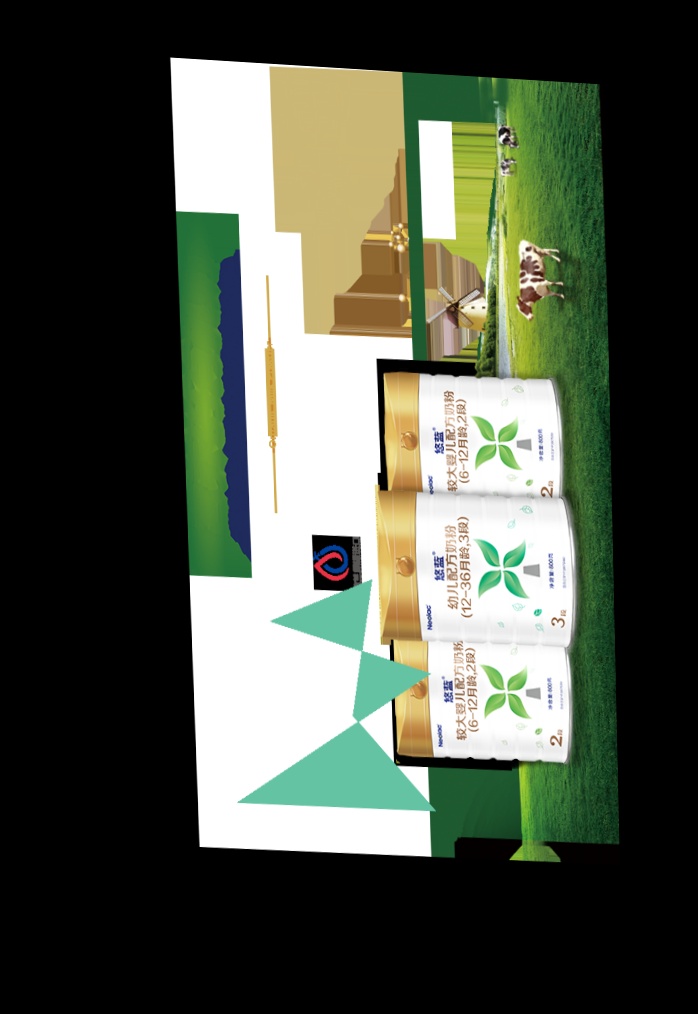 Neolac
悠蓝®
较大婴儿配方奶粉
(6-12月龄,2段)
净含量:800克
2段
Neolac
悠蓝®
幼儿配方奶粉
(12-36月龄,3段)
净含量:800克
3段
悠蓝®
较大婴儿配方奶粉
(6-12月龄,2段)
净含量:800克
2段